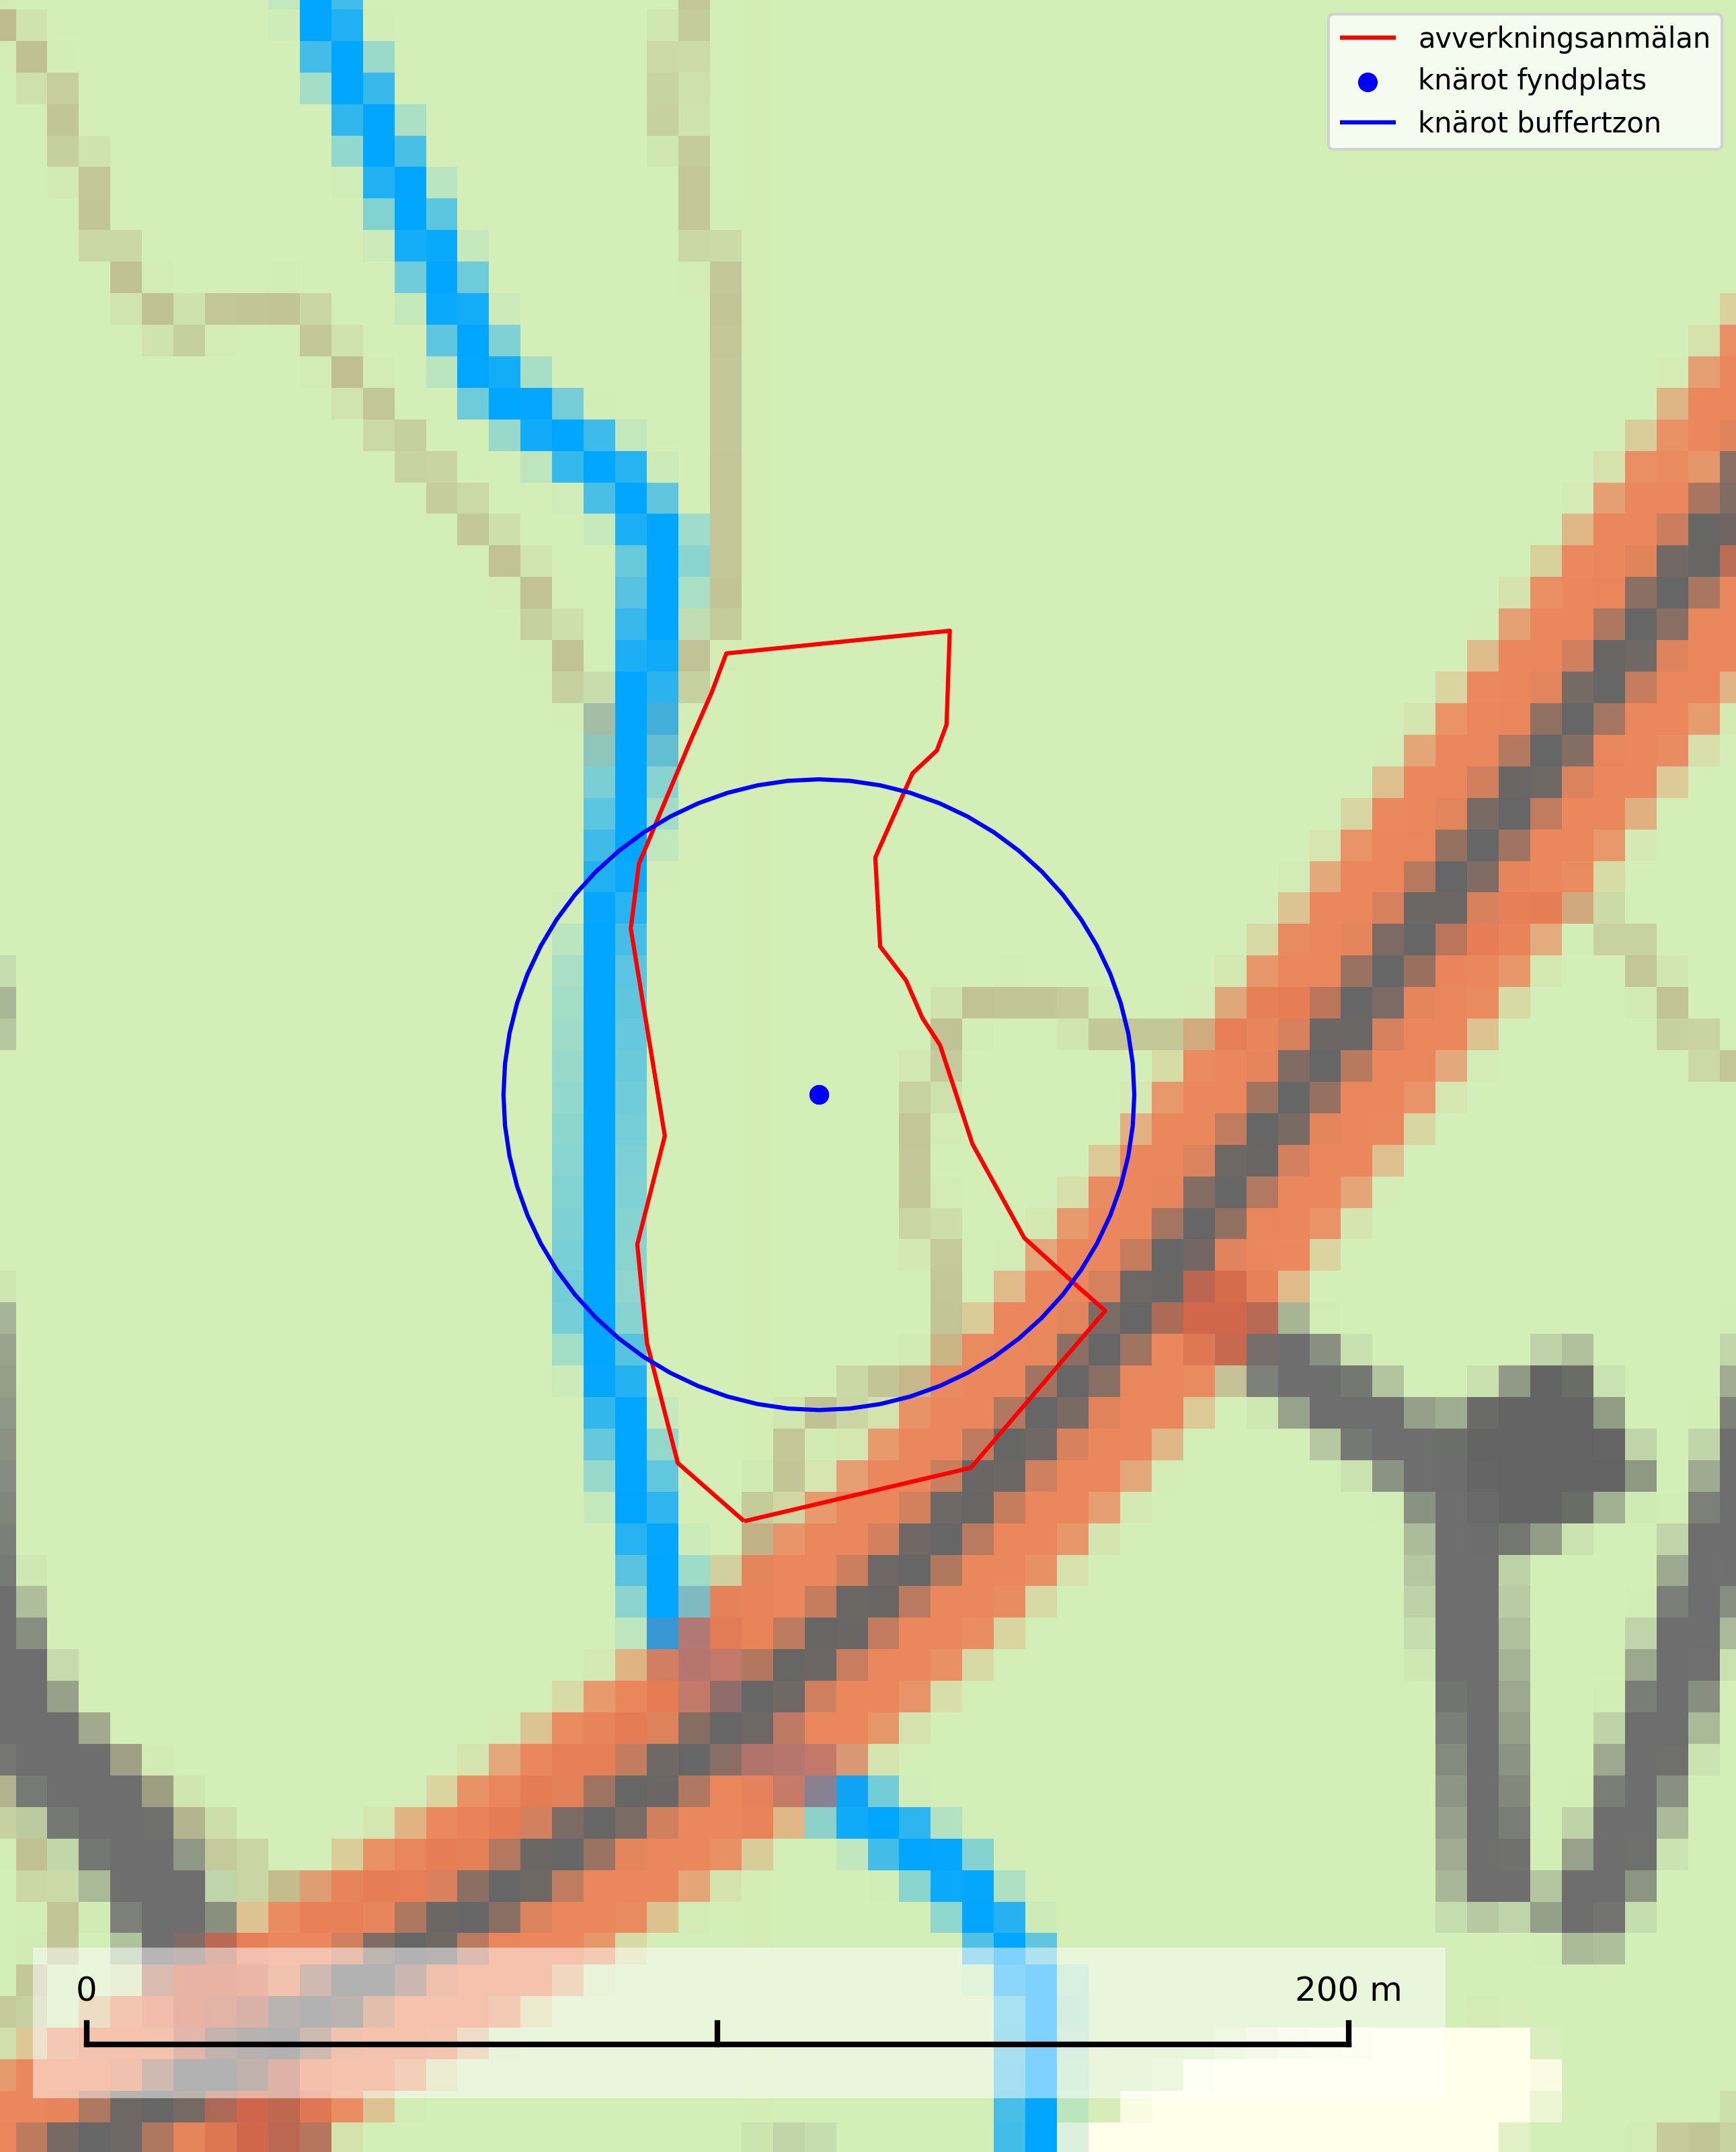 avverkningsanmälan
knärot fyndplats
knärot buffertzon
0 200 m